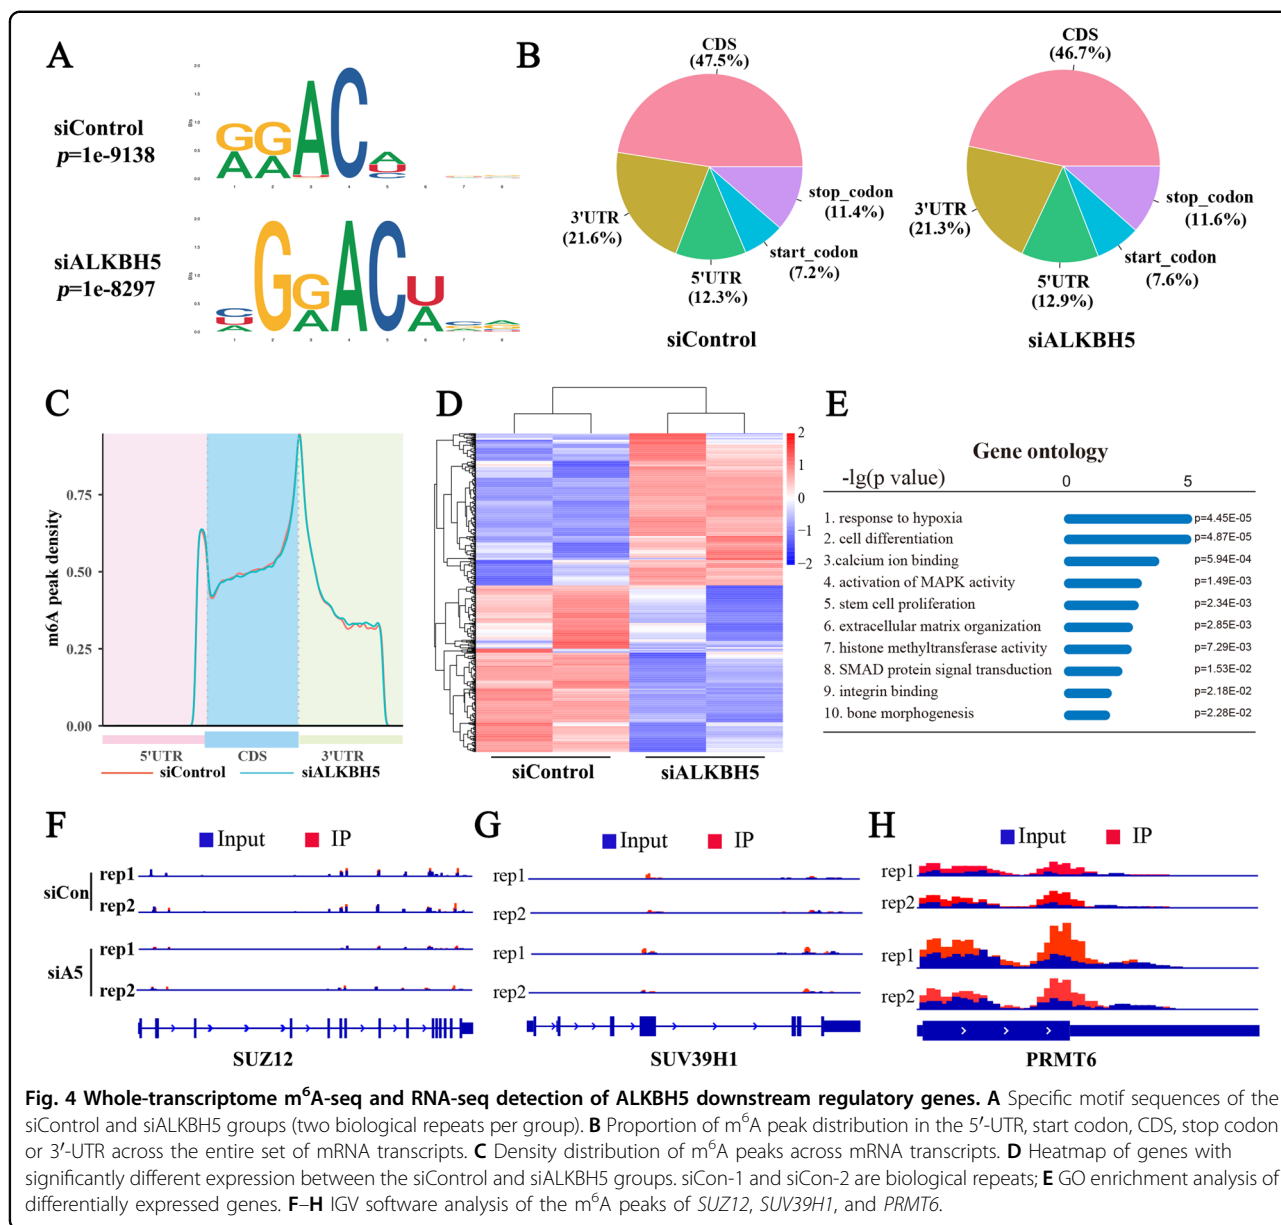 A
siControl
p=1e-9138
siALKBH5
p=1e-8297
B
CDS
(47.5%)
3'UTR
(21.6%)
5'UTR
(12.3%)
start_codon
(7.2%)
stop_codon
(11.4%)
siControl
CDS
(46.7%)
3'UTR
(21.3%)
5'UTR
(12.9%)
start_codon
(7.6%)
stop_codon
(11.6%)
siALKBH5
C
m6A peak density
0.75
0.50
0.25
0.00
5'UTR CDS 3'UTR
siControl siALKBH5
D
2
1
0
−1
−2
siControl siALKBH5
E
Gene ontology
-lg(p value) 0 5
1. response to hypoxia p=4.45E-05
2. cell differentiation p=4.87E-05
3.calcium ion binding p=5.94E-04
4. activation of MAPK activity p=1.49E-03
5. stem cell proliferation p=2.34E-03
6. extracellular matrix organization p=2.85E-03
7. histone methyltransferase activity p=7.29E-03
8. SMAD protein signal transduction p=1.53E-02
9. integrin binding p=2.18E-02
10. bone morphogenesis p=2.28E-02
F
Input IP
siCon
rep1
rep2
siA5
rep1
rep2
SUZ12
G
Input IP
rep1
rep2
rep1
rep2
SUV39H1
H
Input IP
rep1
rep2
rep1
rep2
PRMT6
Fig. 4 Whole-transcriptome m⁶A-seq and RNA-seq detection of ALKBH5 downstream regulatory genes. A Specific motif sequences of the
siControl and siALKBH5 groups (two biological repeats per group). B Proportion of m⁶A peak distribution in the 5′-UTR, start codon, CDS, stop codon
or 3′-UTR across the entire set of mRNA transcripts. C Density distribution of m⁶A peaks across mRNA transcripts. D Heatmap of genes with
significantly different expression between the siControl and siALKBH5 groups. siCon-1 and siCon-2 are biological repeats; E GO enrichment analysis of
differentially expressed genes. F–H IGV software analysis of the m⁶A peaks of SUZ12, SUV39H1, and PRMT6.